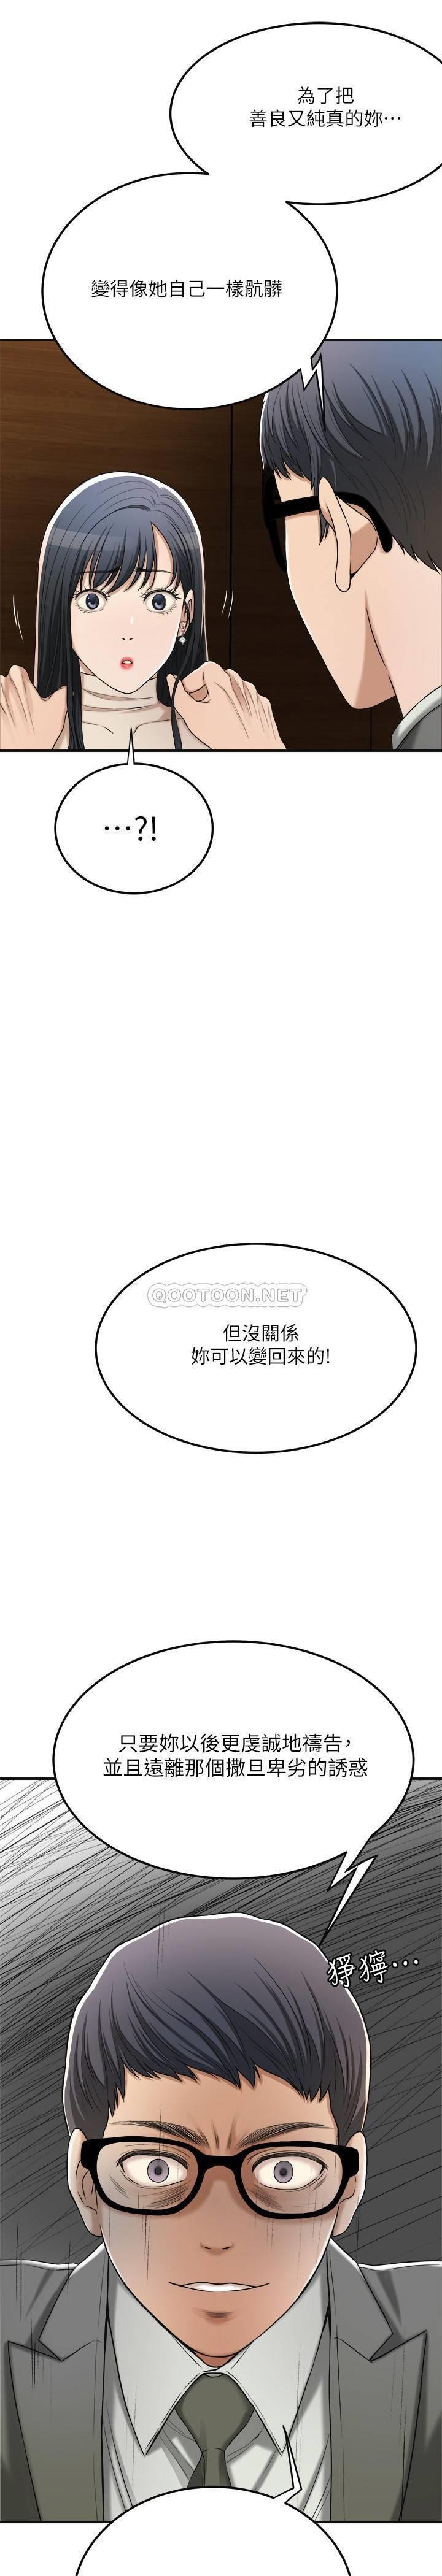 為了把
善良又純真的妳⋯
變得像她自己一樣骯髒
⋯?!
QOOTOON.NET
但沒關係
妳可以變回來的!
只要妳以後更虔誠地禱告,
並且遠離那個撒旦卑劣的誘惑
猙獰⋯